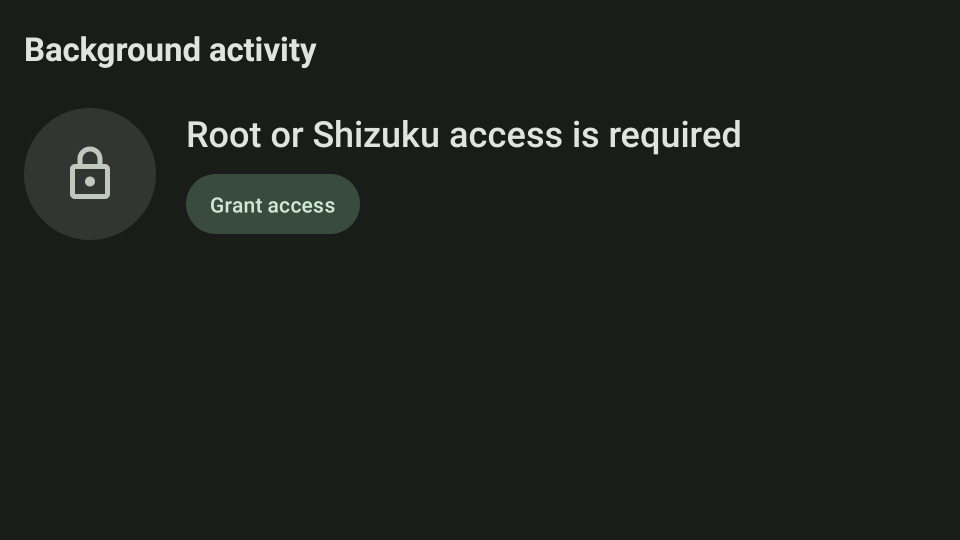 Background activity
Root or Shizuku access is required
Grant access